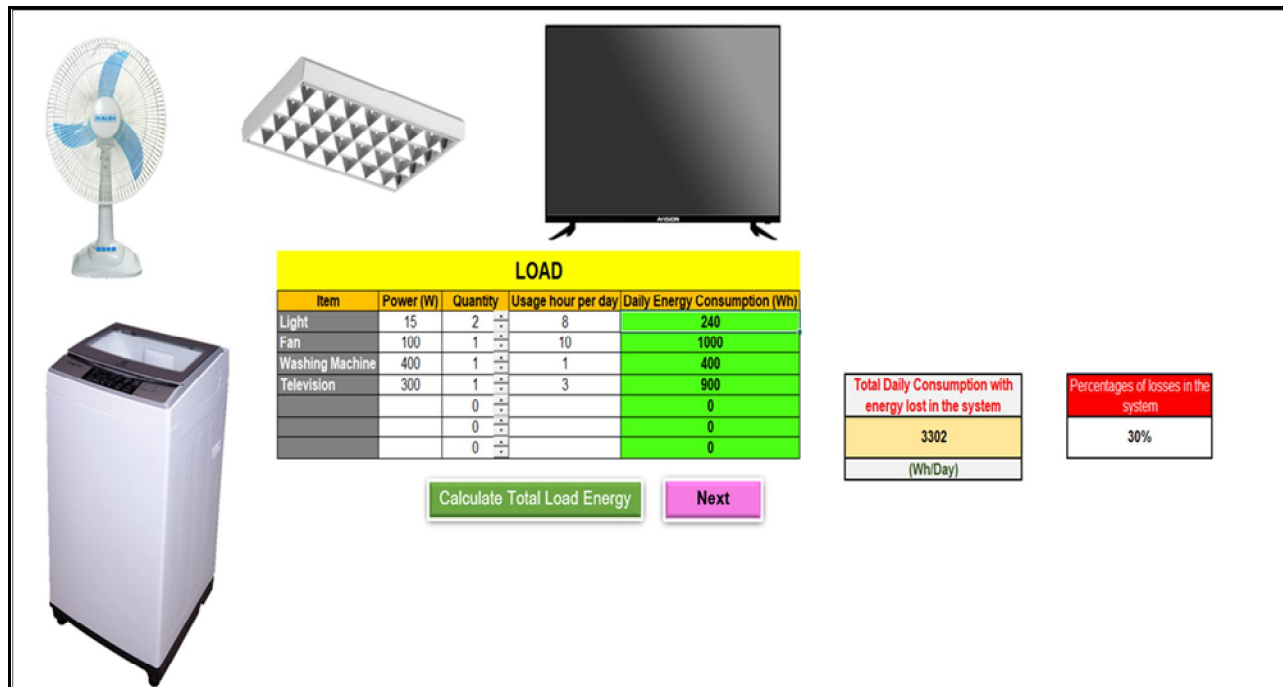 LOAD
Item Power (W) Quantity Usage hour per day Daily Energy Consumption (Wh)
Light 15 2 8 240
Fan 100 1 10 1000
Washing Machine 400 1 1 400
Television 300 1 3 900
0 0
0 0
0 0
Total Daily Consumption with
energy lost in the system
3302
(Wh/Day)
Percentages of losses in the
system
30%
Calculate Total Load Energy
Next